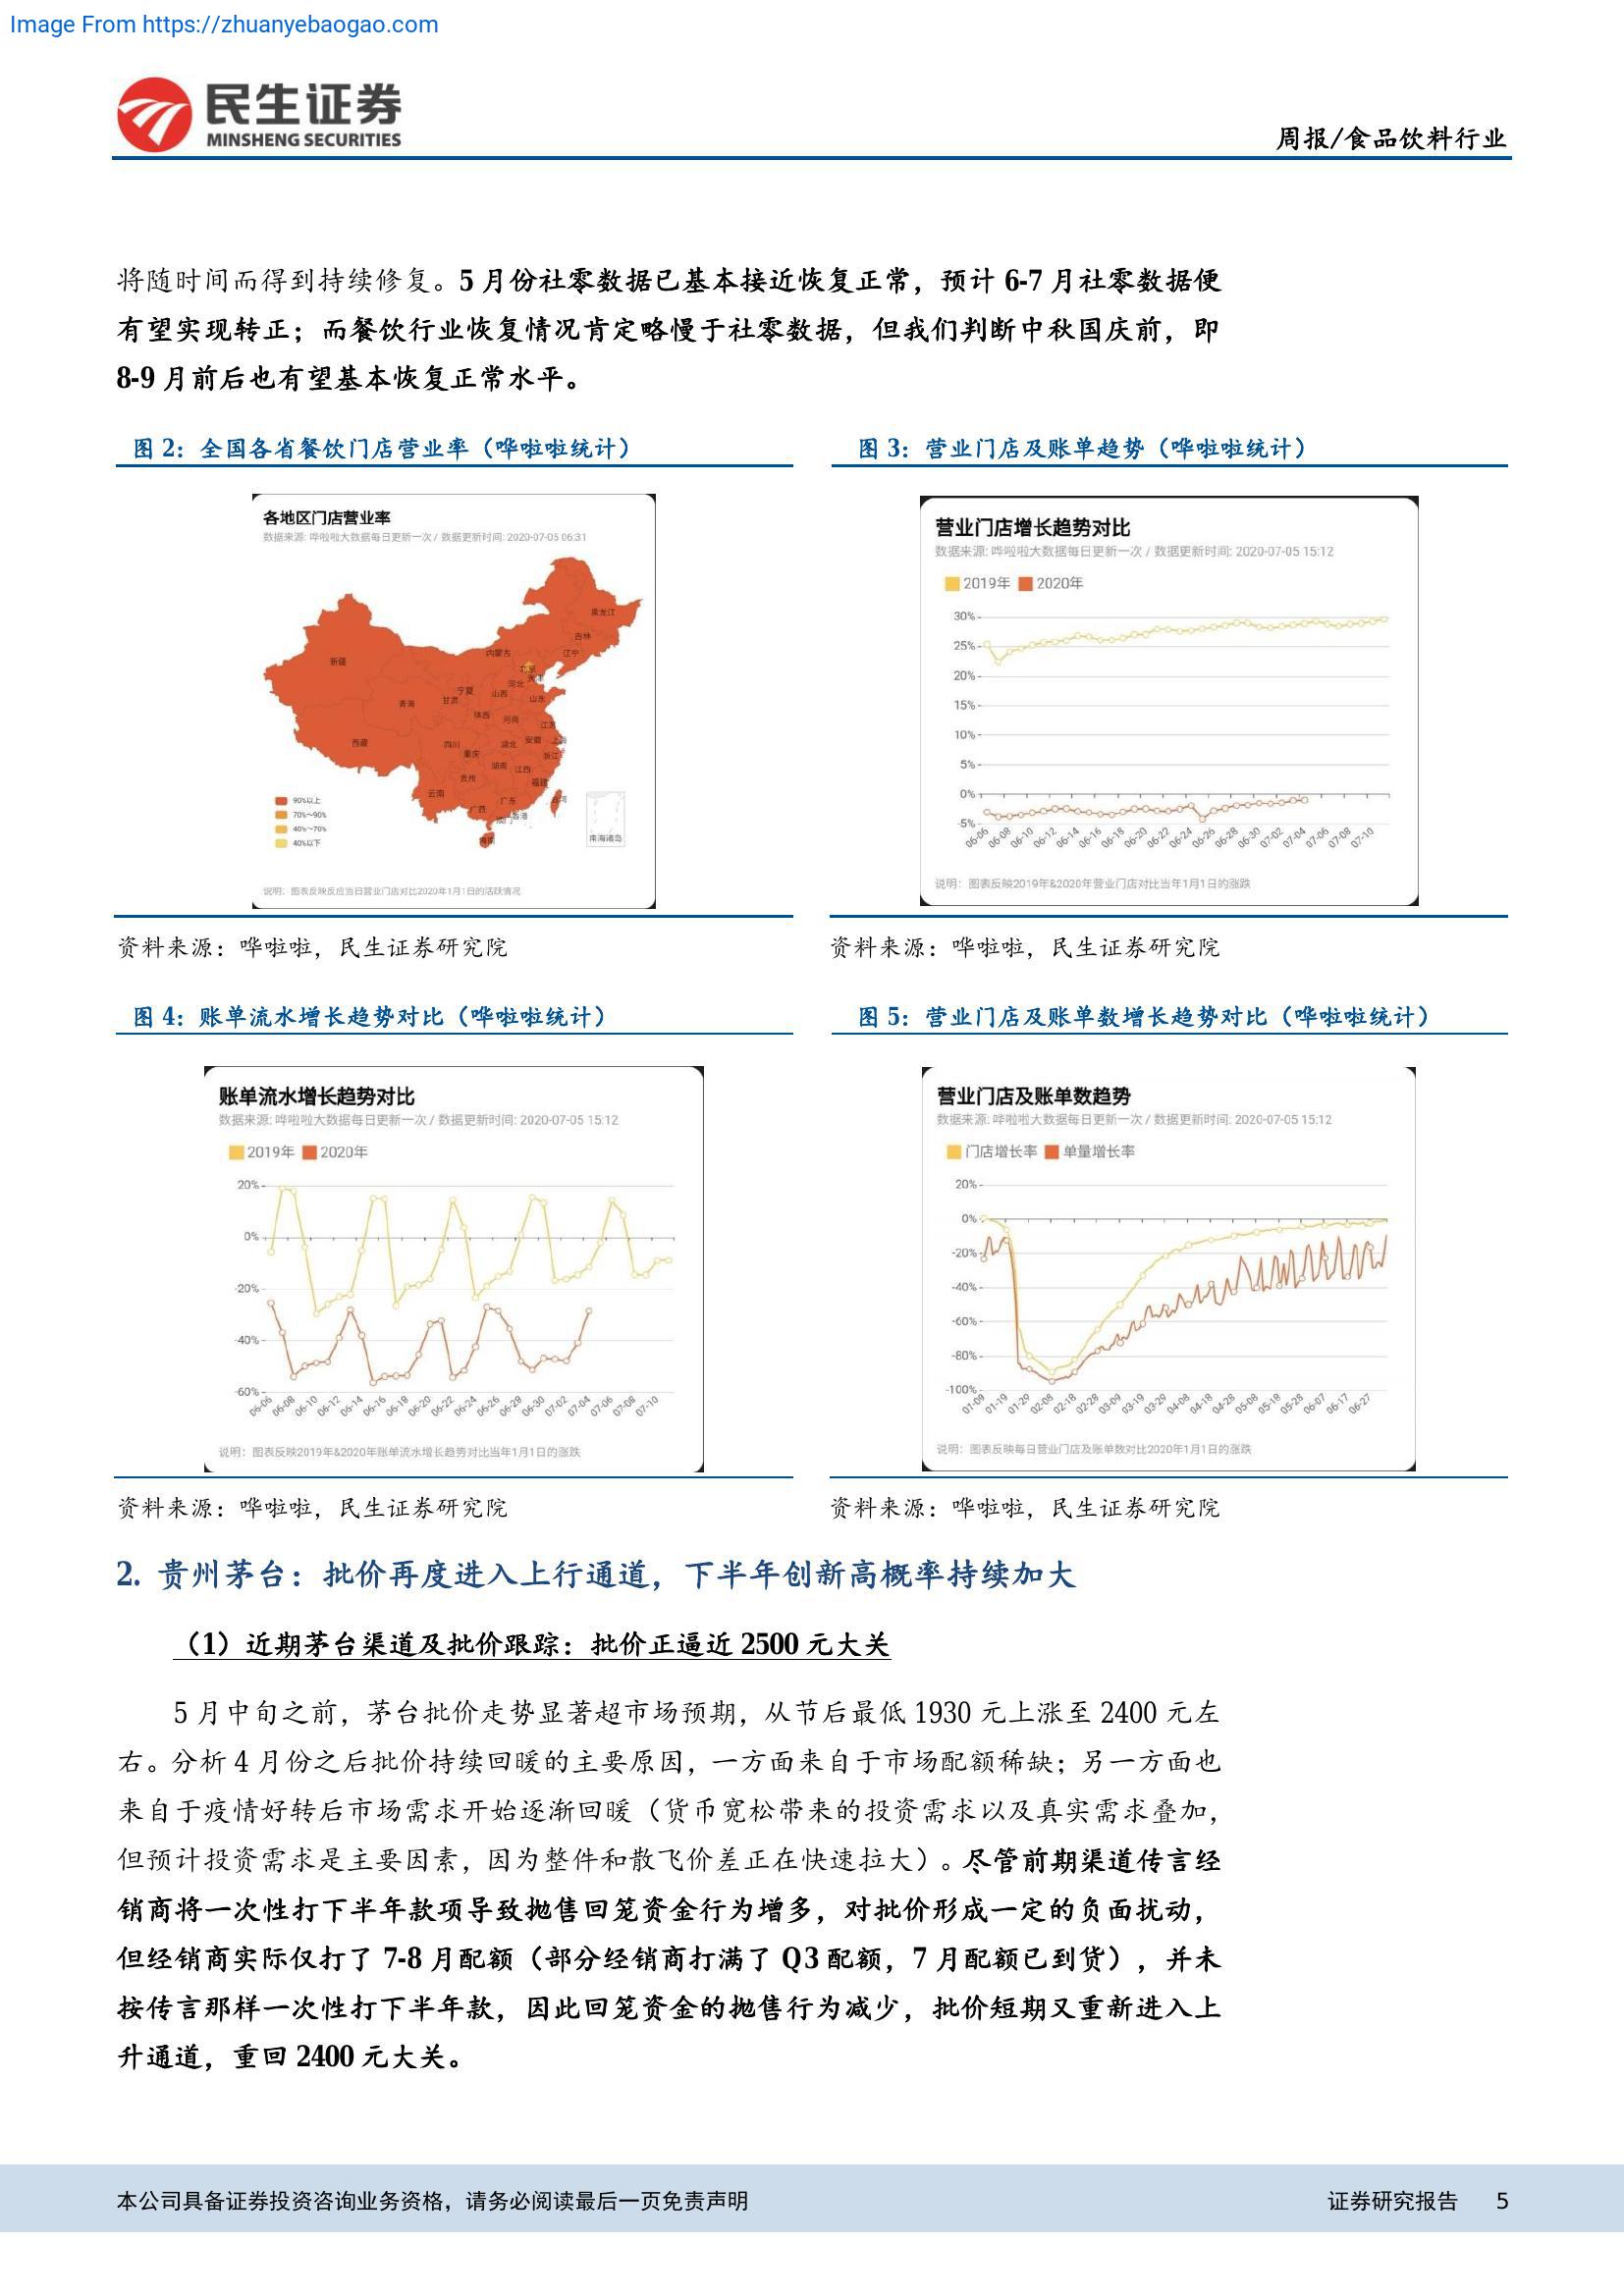 Image From https://zhuanyebaogao.com
民生证券
MINSHENG SECURITIES
周报/食品饮料行业
将随时间而得到持续修复。5 月份社零数据已基本接近恢复正常，预计 6-7 月社零数据便
有望实现转正；而餐饮行业恢复情况肯定略慢于社零数据，但我们判断中秋国庆前，即
8-9 月前后也有望基本恢复正常水平。
图 2：全国各省餐饮门店营业率（哗啦啦统计）
各地区门店营业率
数据来源: 哗啦啦大数据每日更新一次 / 数据更新时间: 2020-07-05 06:31
黑龙江
吉林
辽宁
内蒙古
新疆
北京
天津
河北
山西
宁夏
山东
青海
甘肃
陕西
河南
江苏
西藏
四川
湖北
安徽
上海
重庆
浙江
湖南
江西
贵州
福建
云南
广东
台湾
广西
香港
澳门
海南
南海诸岛
90%以上
70%~90%
40%~70%
40%以下
说明：图表反映反应当日营业门店对比2020年1月1日的活跃情况
资料来源：哗啦啦，民生证券研究院
图 3：营业门店及账单趋势（哗啦啦统计）
营业门店增长趋势对比
数据来源: 哗啦啦大数据每日更新一次 / 数据更新时间: 2020-07-05 15:12
2019年 2020年
30%
25%
20%
15%
10%
5%
0%
-5%
06-06 06-08 06-10 06-12 06-14 06-16 06-18 06-20 06-22 06-24 06-26 06-28 06-30 07-02 07-04 07-06 07-08 07-10
说明：图表反映2019年&2020年营业门店对比当年1月1日的涨跌
资料来源：哗啦啦，民生证券研究院
图 4：账单流水增长趋势对比（哗啦啦统计）
账单流水增长趋势对比
数据来源: 哗啦啦大数据每日更新一次 / 数据更新时间: 2020-07-05 15:12
2019年 2020年
20%
0%
-20%
-40%
-60%
06-06 06-08 06-10 06-12 06-14 06-16 06-18 06-20 06-22 06-24 06-26 06-28 06-30 07-02 07-04 07-06 07-08 07-10
说明：图表反映2019年&2020年账单流水增长趋势对比当年1月1日的涨跌
资料来源：哗啦啦，民生证券研究院
图 5：营业门店及账单数增长趋势对比（哗啦啦统计）
营业门店及账单数趋势
数据来源: 哗啦啦大数据每日更新一次 / 数据更新时间: 2020-07-05 15:12
门店增长率 单量增长率
20%
0%
-20%
-40%
-60%
-80%
-100%
01-09 01-19 01-29 02-08 02-18 02-28 03-09 03-19 03-29 04-08 04-18 04-28 05-08 05-18 05-28 06-07 06-17 06-27
说明：图表反映每日营业门店及账单数对比2020年1月1日的涨跌
资料来源：哗啦啦，民生证券研究院
2. 贵州茅台：批价再度进入上行通道，下半年创新高概率持续加大
（1）近期茅台渠道及批价跟踪：批价正逼近 2500 元大关
5 月中旬之前，茅台批价走势显著超市场预期，从节后最低 1930 元上涨至 2400 元左
右。分析 4 月份之后批价持续回暖的主要原因，一方面来自于市场配额稀缺；另一方面也
来自于疫情好转后市场需求开始逐渐回暖（货币宽松带来的投资需求以及真实需求叠加，
但预计投资需求是主要因素，因为整件和散飞价差正在快速拉大）。尽管前期渠道传言经
销商将一次性打下半年款项导致抛售回笼资金行为增多，对批价形成一定的负面扰动，
但经销商实际仅打了 7-8 月配额（部分经销商打满了 Q3 配额，7 月配额已到货），并未
按传言那样一次性打下半年款，因此回笼资金的抛售行为减少，批价短期又重新进入上
升通道，重回 2400 元大关。
本公司具备证券投资咨询业务资格，请务必阅读最后一页免责声明
证券研究报告 5